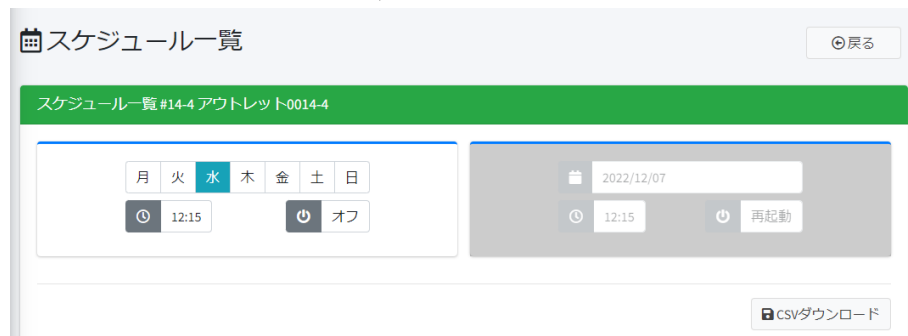 スケジュール一覧
戻る
スケジュール一覧 #14-4 アウトレット0014-4
月 火 水 木 金 土 日
12:15 オフ
2022/12/07
12:15 再起動
CSVダウンロード